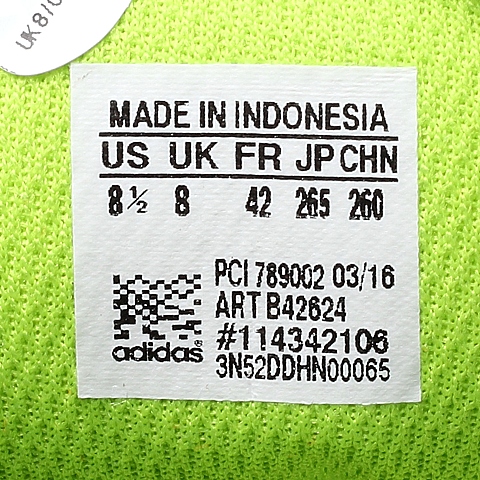 UK8/
MADE IN INDONESIA
US UK FR JP CHN
8½ 8 42 265 260
PCI 789002 03/16
ART B42624
#114342106
adidas
3N52DDHN00065